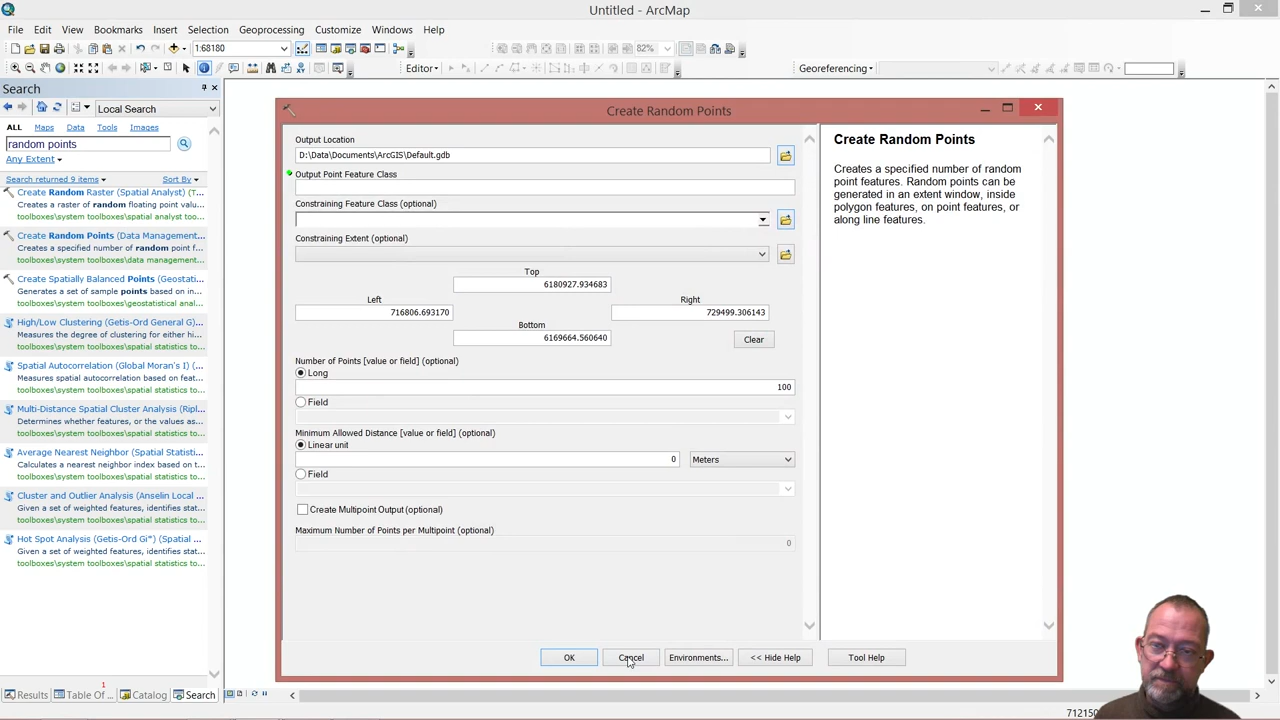 Untitled - ArcMap
File Edit View Bookmarks Insert Selection Geoprocessing Customize Windows Help
1:68180
82%
Editor
Georeferencing
Search
Local Search
ALL Maps Data Tools Images
random points
Any Extent
Search returned 9 items Sort By
Create Random Raster (Spatial Analyst) (T...
Creates a raster of random floating point valu...
toolboxes\system toolboxes\spatial analyst too...
Create Random Points (Data Management...
Creates a specified number of random point f...
toolboxes\system toolboxes\data management...
Create Spatially Balanced Points (Geostati...
Generates a set of sample points based on in...
toolboxes\system toolboxes\geostatistical analy...
High/Low Clustering (Getis-Ord General G)...
Measures the degree of clustering for either hi...
toolboxes\system toolboxes\spatial statistics to...
Spatial Autocorrelation (Global Moran's I) (...
Measures spatial autocorrelation based on feat...
toolboxes\system toolboxes\spatial statistics to...
Multi-Distance Spatial Cluster Analysis (Ripl...
Determines whether features, or the values as...
toolboxes\system toolboxes\spatial statistics to...
Average Nearest Neighbor (Spatial Statisti...
Calculates a nearest neighbor index based on t...
toolboxes\system toolboxes\spatial statistics to...
Cluster and Outlier Analysis (Anselin Local ...
Given a set of weighted features, identifies stat...
toolboxes\system toolboxes\spatial statistics to...
Hot Spot Analysis (Getis-Ord Gi*) (Spatial ...
Given a set of weighted features, identifies stat...
toolboxes\system toolboxes\spatial statistics to...
Create Random Points
Output Location
D:\Data\Documents\ArcGIS\Default.gdb
Output Point Feature Class
Constraining Feature Class (optional)
Constraining Extent (optional)
Top
6180927.934683
Left Right
716806.693170 729499.306143
Bottom
6169664.560640
Clear
Number of Points [value or field] (optional)
Long
100
Field
Minimum Allowed Distance [value or field] (optional)
Linear unit
0 Meters
Field
Create Multipoint Output (optional)
Maximum Number of Points per Multipoint (optional)
0
OK Cancel Environments... << Hide Help Tool Help
Create Random Points
Creates a specified number of random
point features. Random points can be
generated in an extent window, inside
polygon features, on point features, or
along line features.
1
Results Table Of ... Catalog Search
712150